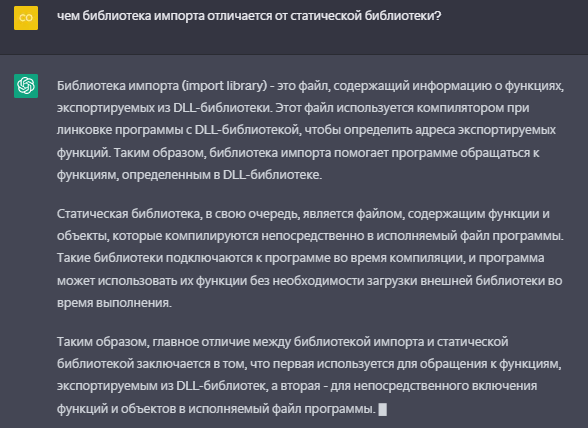 CO
чем библиотека импорта отличается от статической библиотеки?
Библиотека импорта (import library) - это файл, содержащий информацию о функциях,
экспортируемых из DLL-библиотеки. Этот файл используется компилятором при
линковке программы с DLL-библиотекой, чтобы определить адреса экспортируемых
функций. Таким образом, библиотека импорта помогает программе обращаться к
функциям, определенным в DLL-библиотеке.
Статическая библиотека, в свою очередь, является файлом, содержащим функции и
объекты, которые компилируются непосредственно в исполняемый файл программы.
Такие библиотеки подключаются к программе во время компиляции, и программа
может использовать их функции без необходимости загрузки внешней библиотеки во
время выполнения.
Таким образом, главное отличие между библиотекой импорта и статической
библиотекой заключается в том, что первая используется для обращения к функциям,
экспортируемым из DLL-библиотек, а вторая - для непосредственного включения
функций и объектов в исполняемый файл программы.